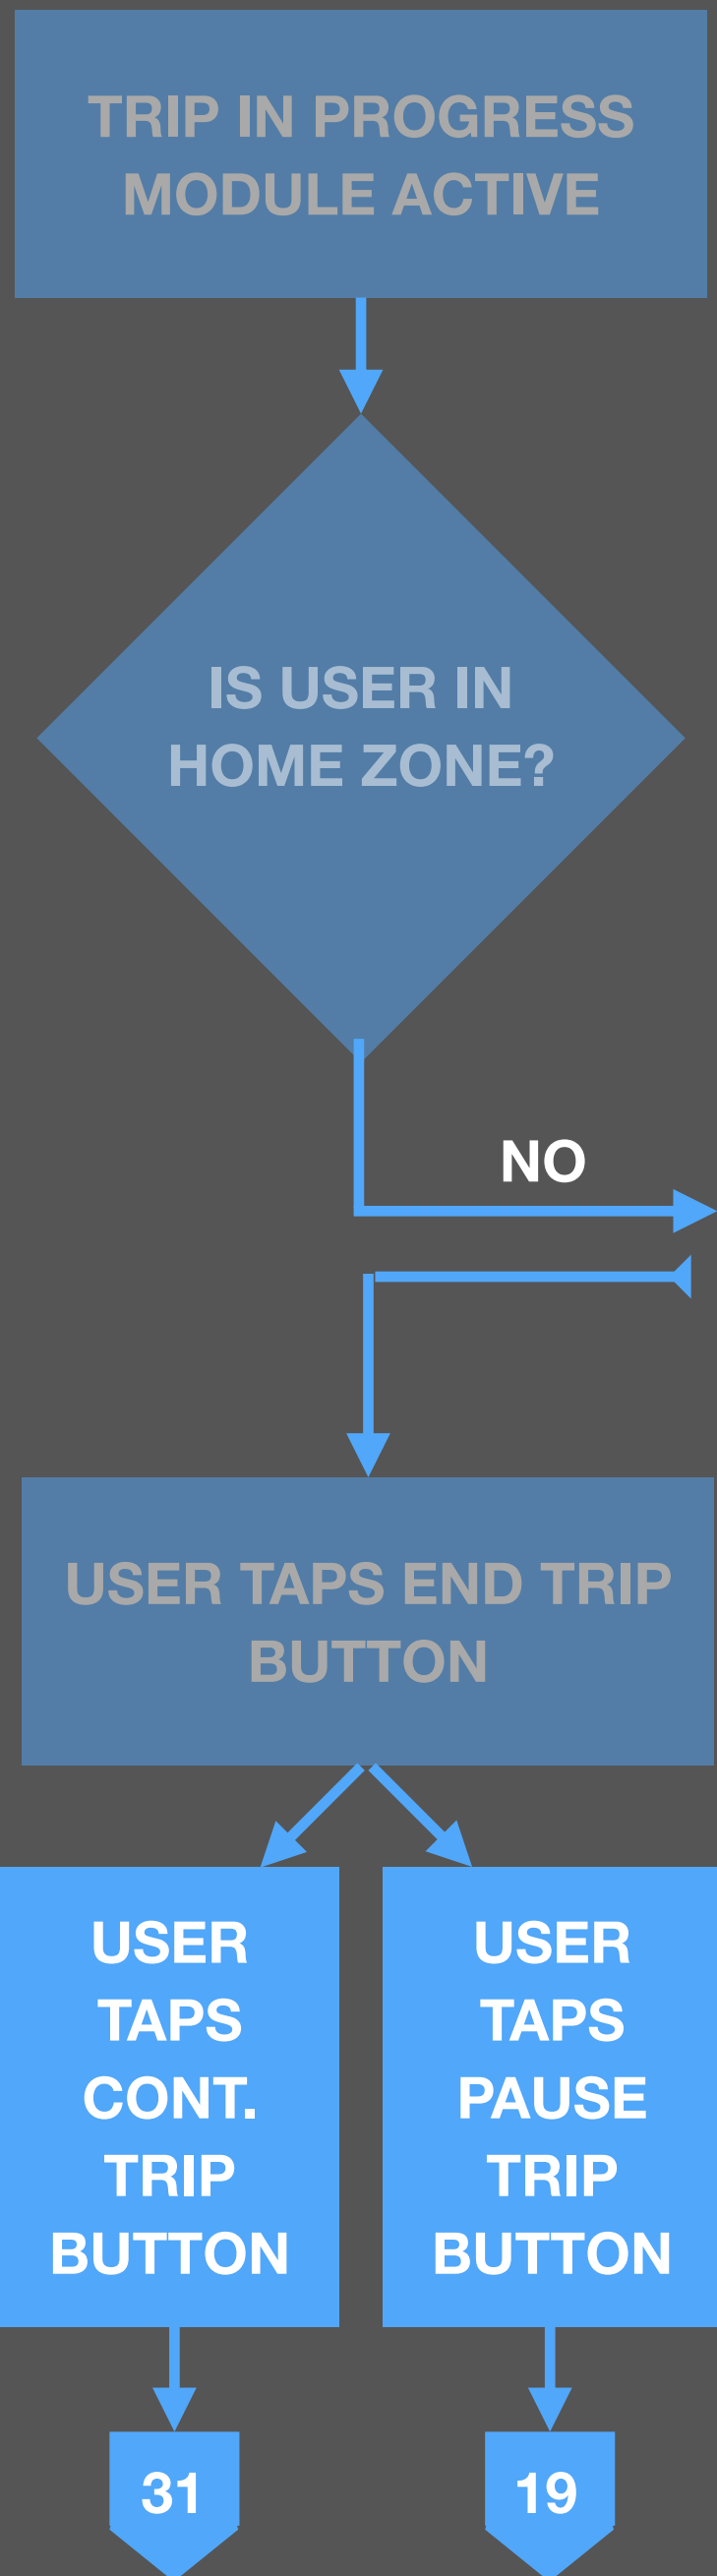 TRIP IN PROGRESS
MODULE ACTIVE
IS USER IN
HOME ZONE?
NO
USER TAPS END TRIP
BUTTON
USER
TAPS
CONT.
TRIP
BUTTON
USER
TAPS
PAUSE
TRIP
BUTTON
31
19